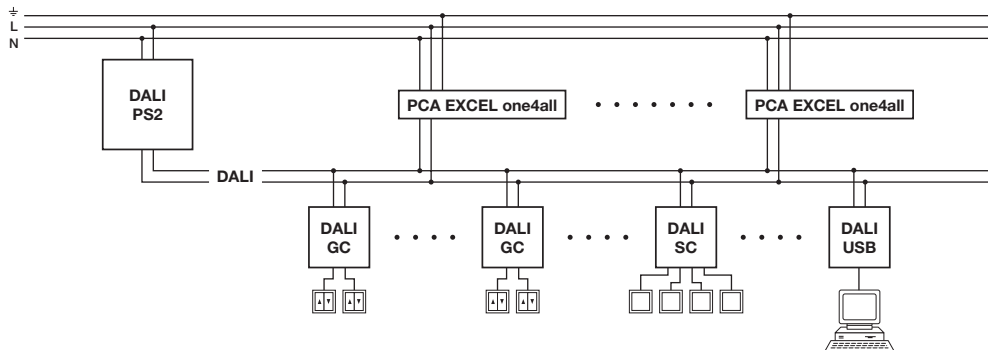 ⏚
L
N
DALI
PS2
PCA EXCEL one4all
PCA EXCEL one4all
DALI
DALI
GC
DALI
GC
DALI
SC
DALI
USB